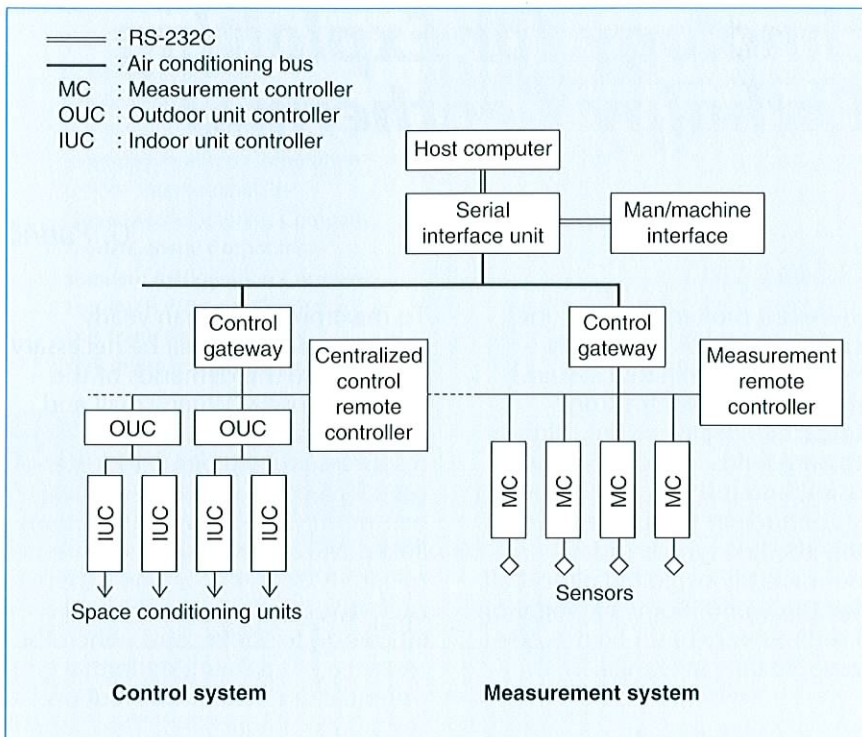 : RS-232C
: Air conditioning bus
MC : Measurement controller
OUC : Outdoor unit controller
IUC : Indoor unit controller
Host computer
Serial
interface unit
Man/machine
interface
Control
gateway
Centralized
control
remote
controller
Control
gateway
Measurement
remote
controller
OUC
OUC
IUC
IUC
IUC
IUC
MC
MC
MC
MC
Space conditioning units
Sensors
Control system
Measurement system